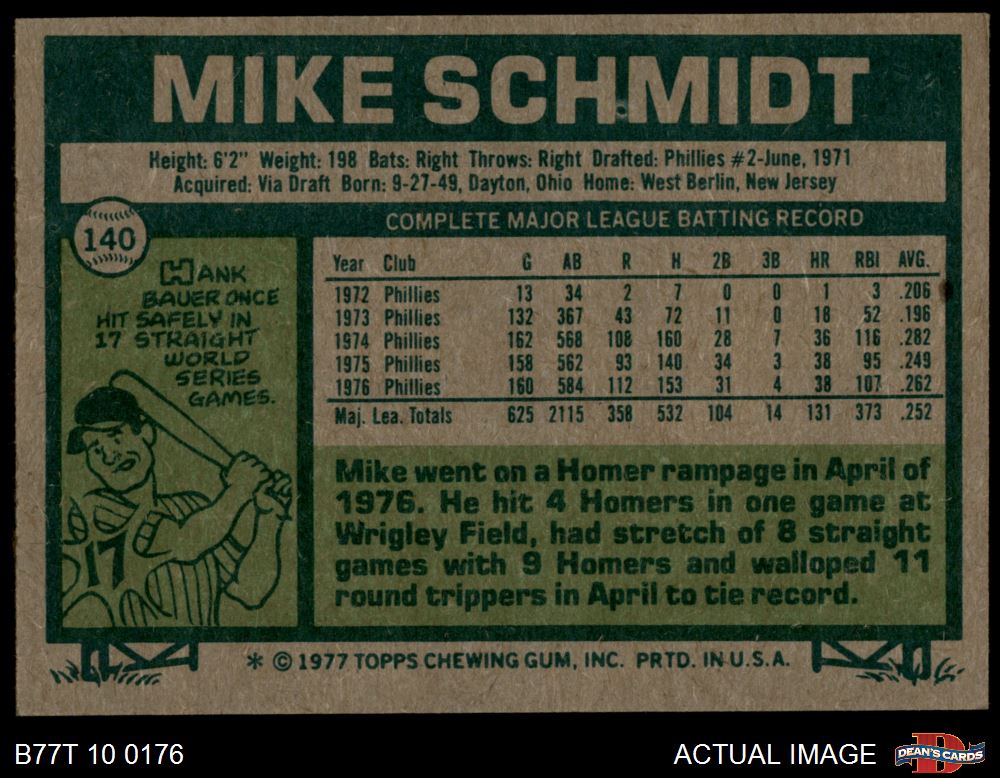 MIKE SCHMIDT
Height: 6'2" Weight: 198 Bats: Right Throws: Right Drafted: Phillies #2-June, 1971
Acquired: Via Draft Born: 9-27-49, Dayton, Ohio Home: West Berlin, New Jersey
140
COMPLETE MAJOR LEAGUE BATTING RECORD
HANK
BAUER ONCE
HIT SAFELY IN
17 STRAIGHT
WORLD
SERIES
GAMES.
17
Year Club G AB R H 2B 3B HR RBI AVG.
1972 Phillies 13 34 2 7 0 0 1 3 .206
1973 Phillies 132 367 43 72 11 0 18 52 .196
1974 Phillies 162 568 108 160 28 7 36 116 .282
1975 Phillies 158 562 93 140 34 3 38 95 .249
1976 Phillies 160 584 112 153 31 4 38 107 .262
Maj. Lea. Totals 625 2115 358 532 104 14 131 373 .252
Mike went on a Homer rampage in April of
1976. He hit 4 Homers in one game at
Wrigley Field, had stretch of 8 straight
games with 9 Homers and walloped 11
round trippers in April to tie record.
* © 1977 TOPPS CHEWING GUM, INC. PRTD. IN U.S.A.
B77T 10 0176
ACTUAL IMAGE
D
DEAN'S CARDS